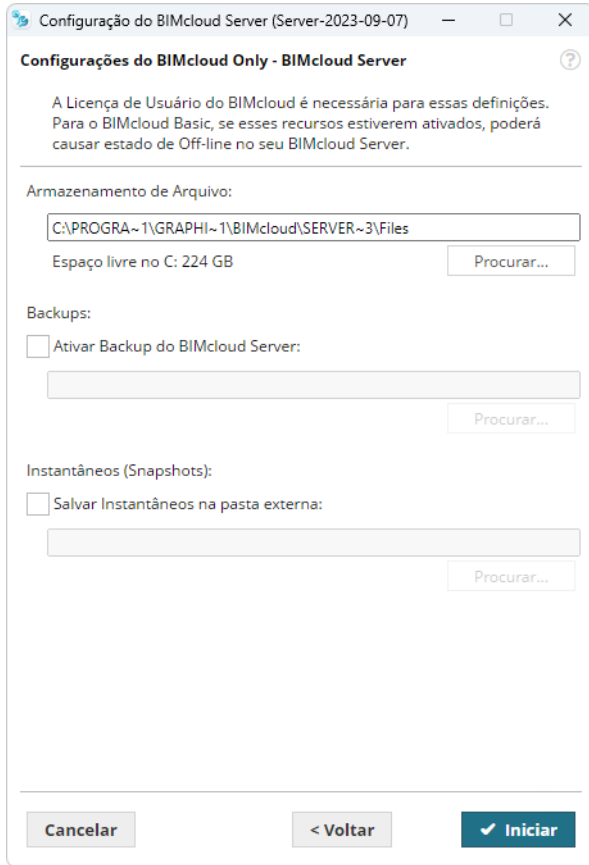 Configuração do BIMcloud Server (Server-2023-09-07)
Configurações do BIMcloud Only - BIMcloud Server
?
A Licença de Usuário do BIMcloud é necessária para essas definições.
Para o BIMcloud Basic, se esses recursos estiverem ativados, poderá
causar estado de Off-line no seu BIMcloud Server.
Armazenamento de Arquivo:
C:\PROGRA~1\GRAPHI~1\BIMcloud\SERVER~3\Files
Espaço livre no C: 224 GB
Procurar...
Backups:
Ativar Backup do BIMcloud Server:
Procurar...
Instantâneos (Snapshots):
Salvar Instantâneos na pasta externa:
Procurar...
Cancelar
< Voltar
Iniciar